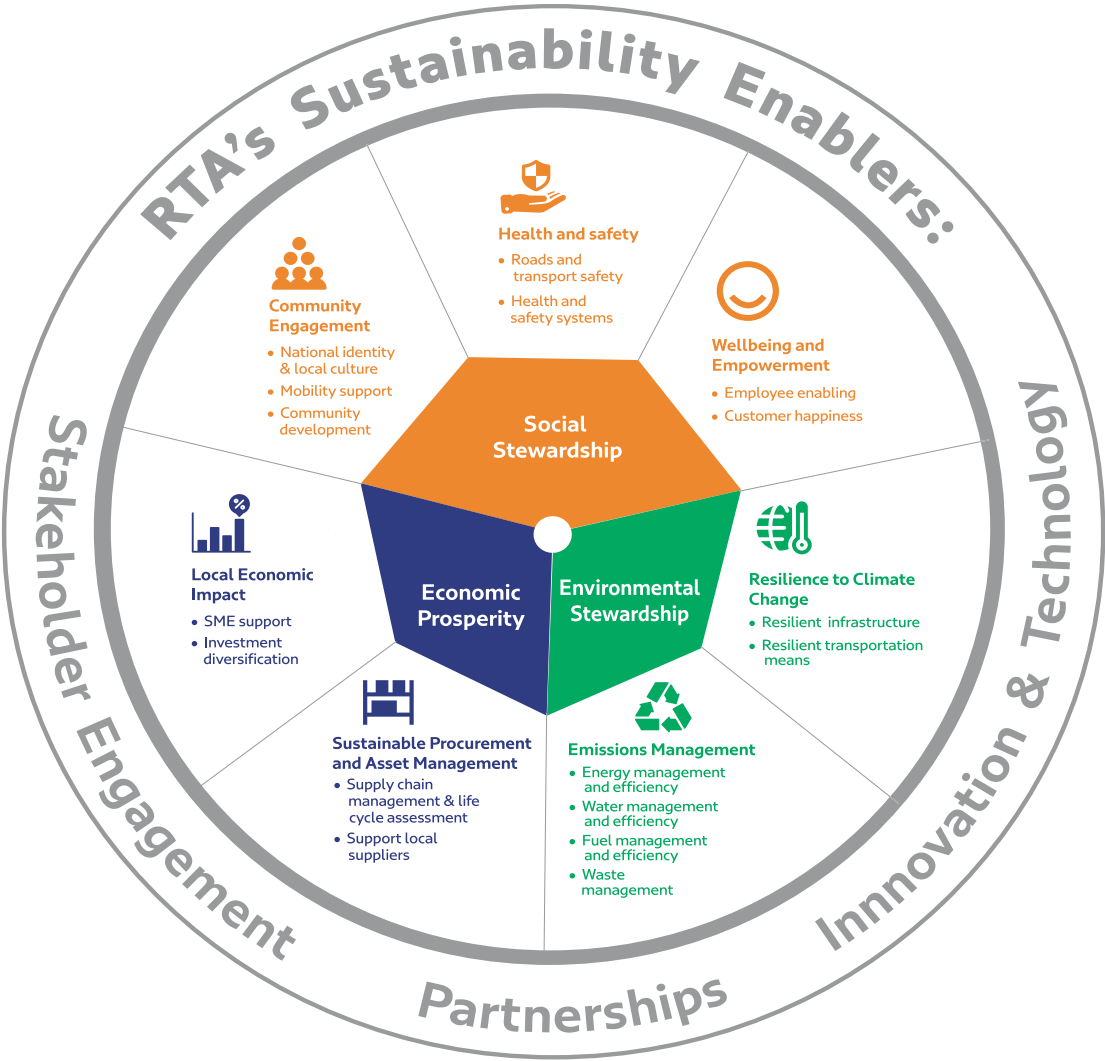 RTA's Sustainability Enablers:
Health and safety
• Roads and
transport safety
• Health and
safety systems
Community
Engagement
• National identity
& local culture
• Mobility support
• Community
development
Wellbeing and
Empowerment
• Employee enabling
• Customer happiness
Social
Stewardship
Economic
Prosperity
Environmental
Stewardship
Local Economic
Impact
• SME support
• Investment
diversification
%
Resilience to Climate
Change
• Resilient infrastructure
• Resilient transportation
means
Sustainable Procurement
and Asset Management
• Supply chain
management & life
cycle assessment
• Support local
suppliers
Emissions Management
• Energy management
and efficiency
• Water management
and efficiency
• Fuel management
and efficiency
• Waste
management
Stakeholder Engagement
Partnerships
Innnovation & Technology